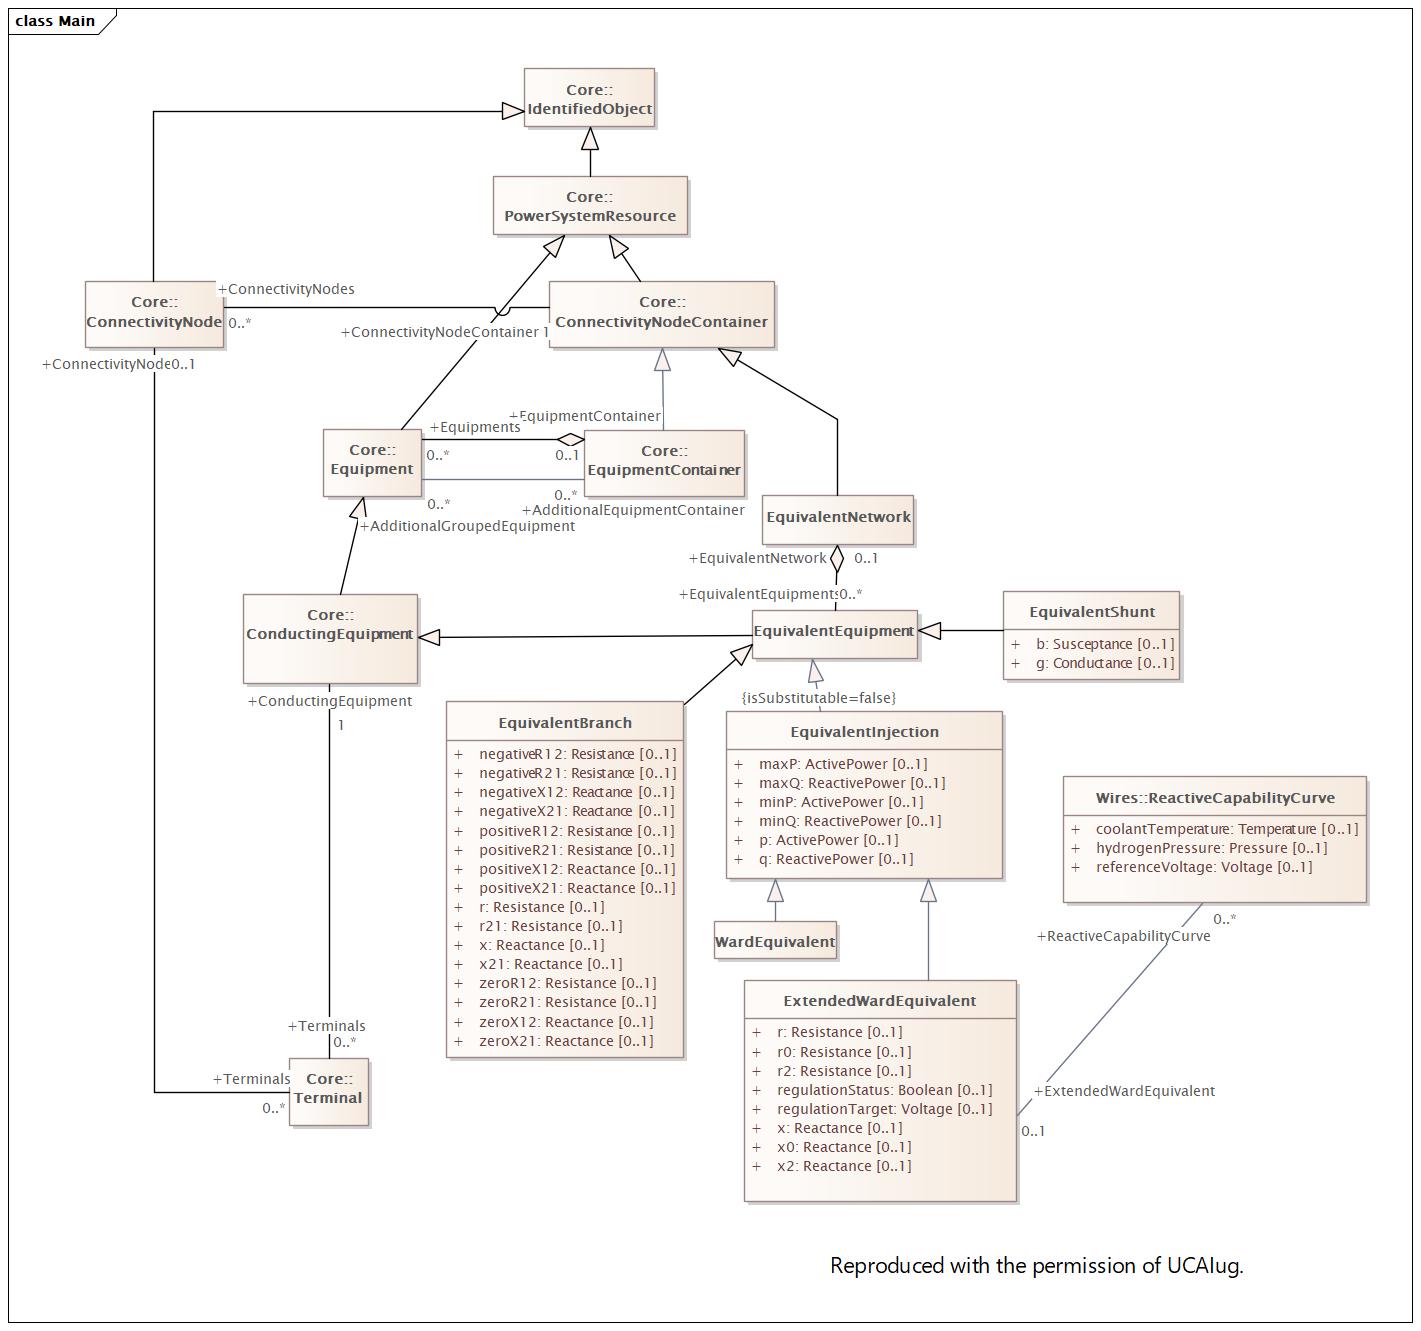 class Main
Core::
IdentifiedObject
Core::
PowerSystemResource
Core::
ConnectivityNode
+ConnectivityNodes
0..*
Core::
ConnectivityNodeContainer
+ConnectivityNodeContainer 1
+ConnectivityNode 0..1
+EquipmentContainer
+Equipments
0..*
0..1
Core::
Equipment
Core::
EquipmentContainer
0..*
0..*
+AdditionalEquipmentContainer
+AdditionalGroupedEquipment
EquivalentNetwork
+EquivalentNetwork
0..1
+EquivalentEquipments 0..*
Core::
ConductingEquipment
EquivalentEquipment
EquivalentShunt
+ b: Susceptance [0..1]
+ g: Conductance [0..1]
+ConductingEquipment
1
{isSubstitutable=false}
EquivalentBranch
+ negativeR12: Resistance [0..1]
+ negativeR21: Resistance [0..1]
+ negativeX12: Reactance [0..1]
+ negativeX21: Reactance [0..1]
+ positiveR12: Resistance [0..1]
+ positiveR21: Resistance [0..1]
+ positiveX12: Reactance [0..1]
+ positiveX21: Reactance [0..1]
+ r: Resistance [0..1]
+ r21: Resistance [0..1]
+ x: Reactance [0..1]
+ x21: Reactance [0..1]
+ zeroR12: Resistance [0..1]
+ zeroR21: Resistance [0..1]
+ zeroX12: Reactance [0..1]
+ zeroX21: Reactance [0..1]
EquivalentInjection
+ maxP: ActivePower [0..1]
+ maxQ: ReactivePower [0..1]
+ minP: ActivePower [0..1]
+ minQ: ReactivePower [0..1]
+ p: ActivePower [0..1]
+ q: ReactivePower [0..1]
Wires::ReactiveCapabilityCurve
+ coolantTemperature: Temperature [0..1]
+ hydrogenPressure: Pressure [0..1]
+ referenceVoltage: Voltage [0..1]
0..*
+ReactiveCapabilityCurve
WardEquivalent
ExtendedWardEquivalent
+ r: Resistance [0..1]
+ r0: Resistance [0..1]
+ r2: Resistance [0..1]
+ regulationStatus: Boolean [0..1]
+ regulationTarget: Voltage [0..1]
+ x: Reactance [0..1]
+ x0: Reactance [0..1]
+ x2: Reactance [0..1]
+ExtendedWardEquivalent
0..1
+Terminals
0..*
+Terminals
0..*
Core::
Terminal
Reproduced with the permission of UCAIug.